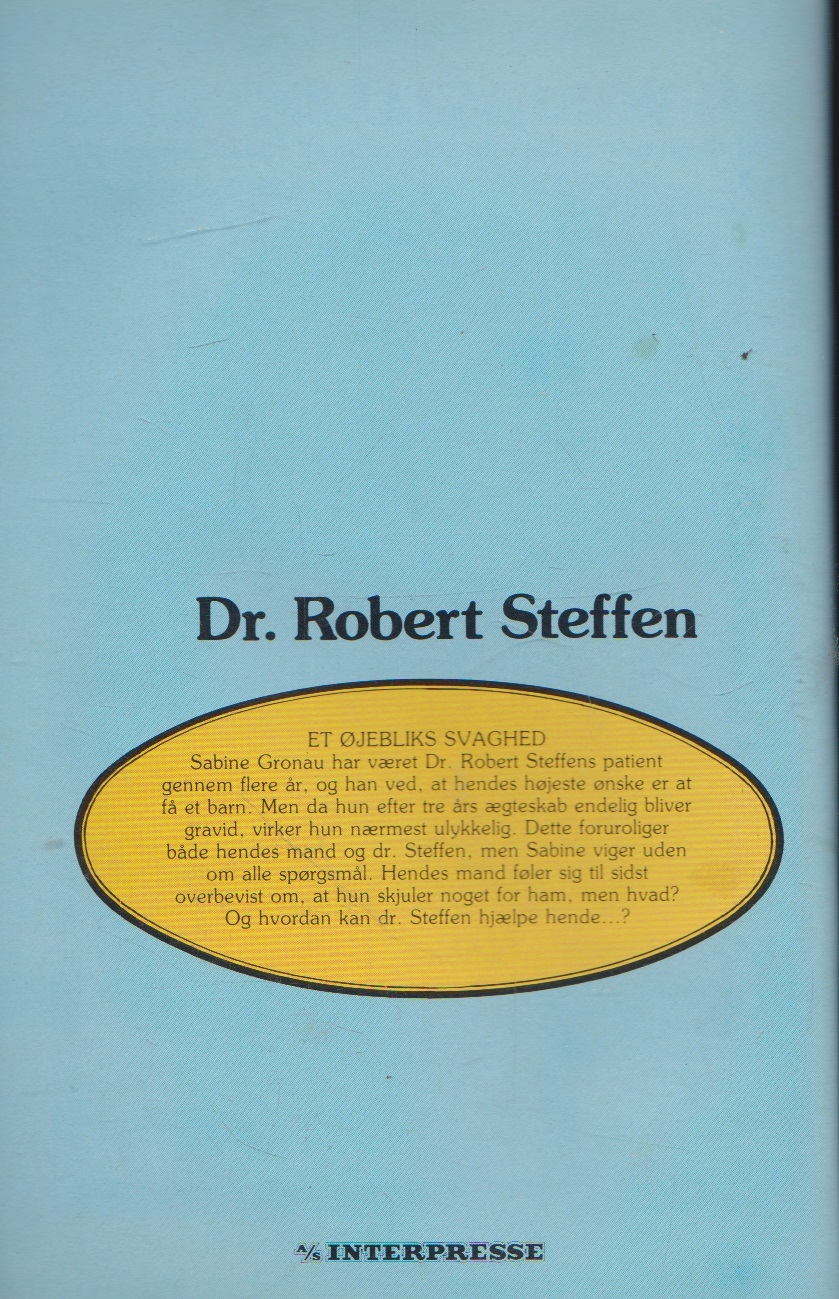 Dr. Robert Steffen
ET ØJEBLIKS SVAGHED
Sabine Gronau har været Dr. Robert Steffens patient
gennem flere år, og han ved, at hendes højeste ønske er at
få et barn. Men da hun efter tre års ægteskab endelig bliver
gravid, virker hun nærmest ulykkelig. Dette foruroliger
både hendes mand og dr. Steffen, men Sabine viger uden
om alle spørgsmål. Hendes mand føler sig til sidst
overbevist om, at hun skjuler noget for ham, men hvad?
Og hvordan kan dr. Steffen hjælpe hende...?
A/S INTERPRESSE